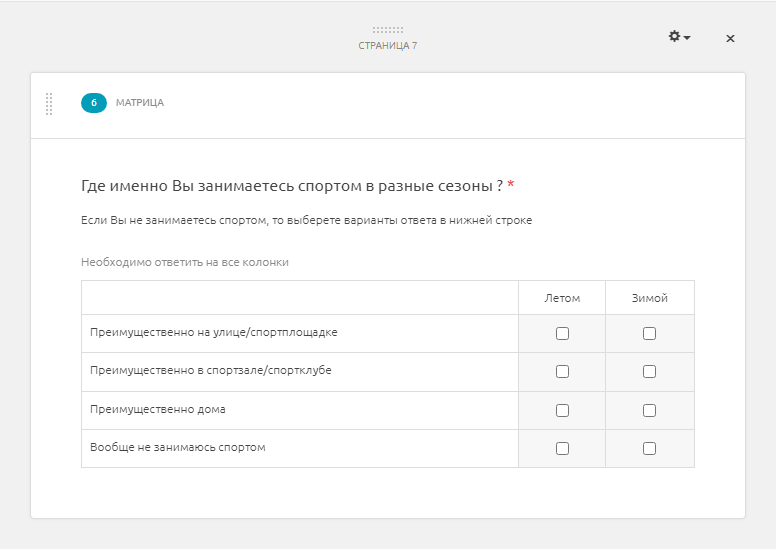 СТРАНИЦА 7
6 МАТРИЦА
Где именно Вы занимаетесь спортом в разные сезоны ? *
Если Вы не занимаетесь спортом, то выберете варианты ответа в нижней строке
Необходимо ответить на все колонки
Летом Зимой
Преимущественно на улице/спортплощадке
Преимущественно в спортзале/спортклубе
Преимущественно дома
Вообще не занимаюсь спортом